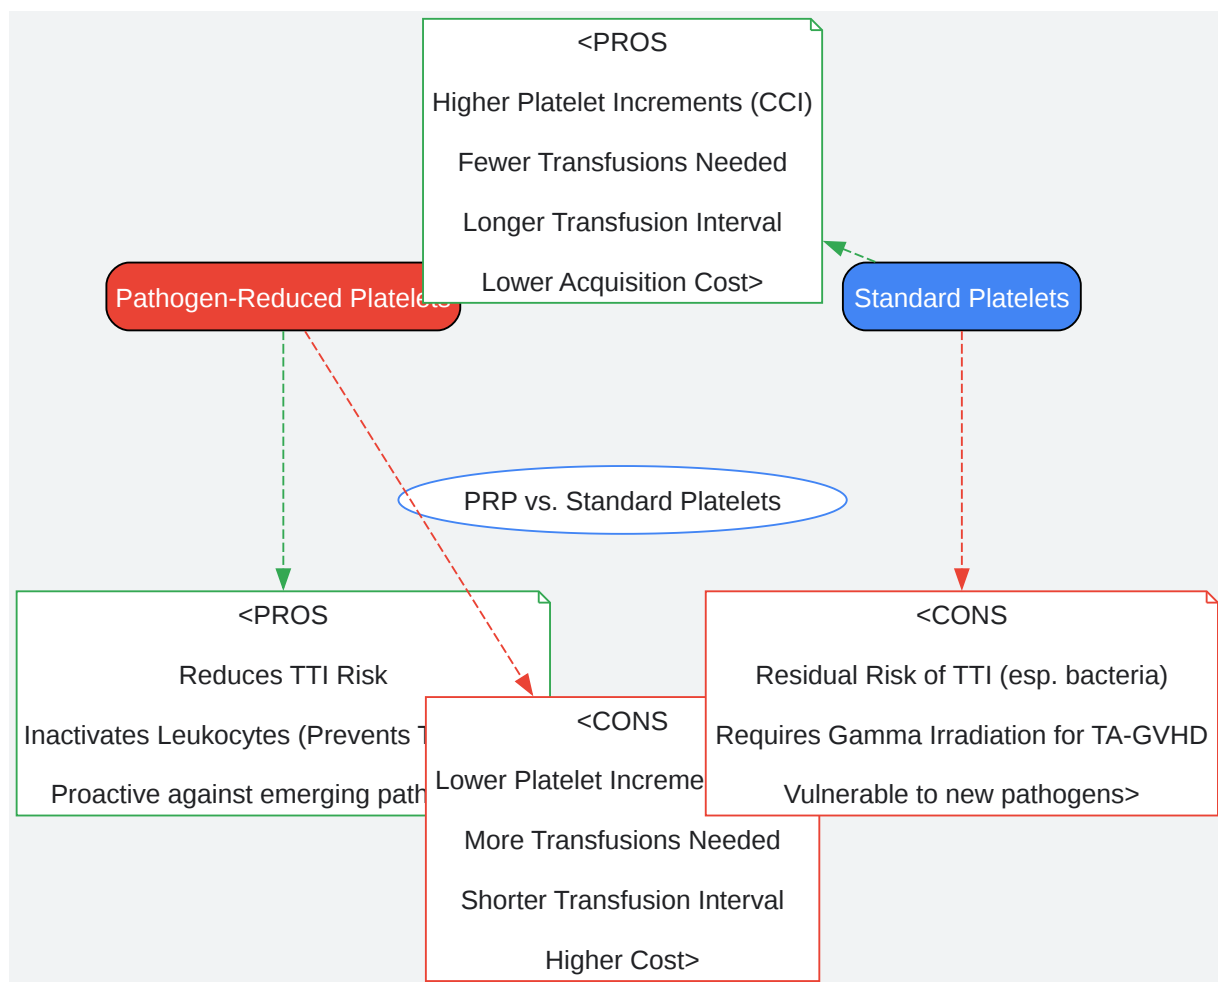 <PROS
Higher Platelet Increments (CCI)
Fewer Transfusions Needed
Longer Transfusion Interval
Lower Acquisition Cost>
Pathogen-Reduced Platelets
Standard Platelets
PRP vs. Standard Platelets
<PROS
Reduces TTI Risk
Inactivates Leukocytes (Prevents
Proactive against emerging
<CONS
Lower Platelet
More Transfusions Needed
Shorter Transfusion Interval
Higher Cost>
<CONS
Residual Risk of TTI (esp. bacteria)
Requires Gamma Irradiation for TA-GVHD
Vulnerable to new pathogens>